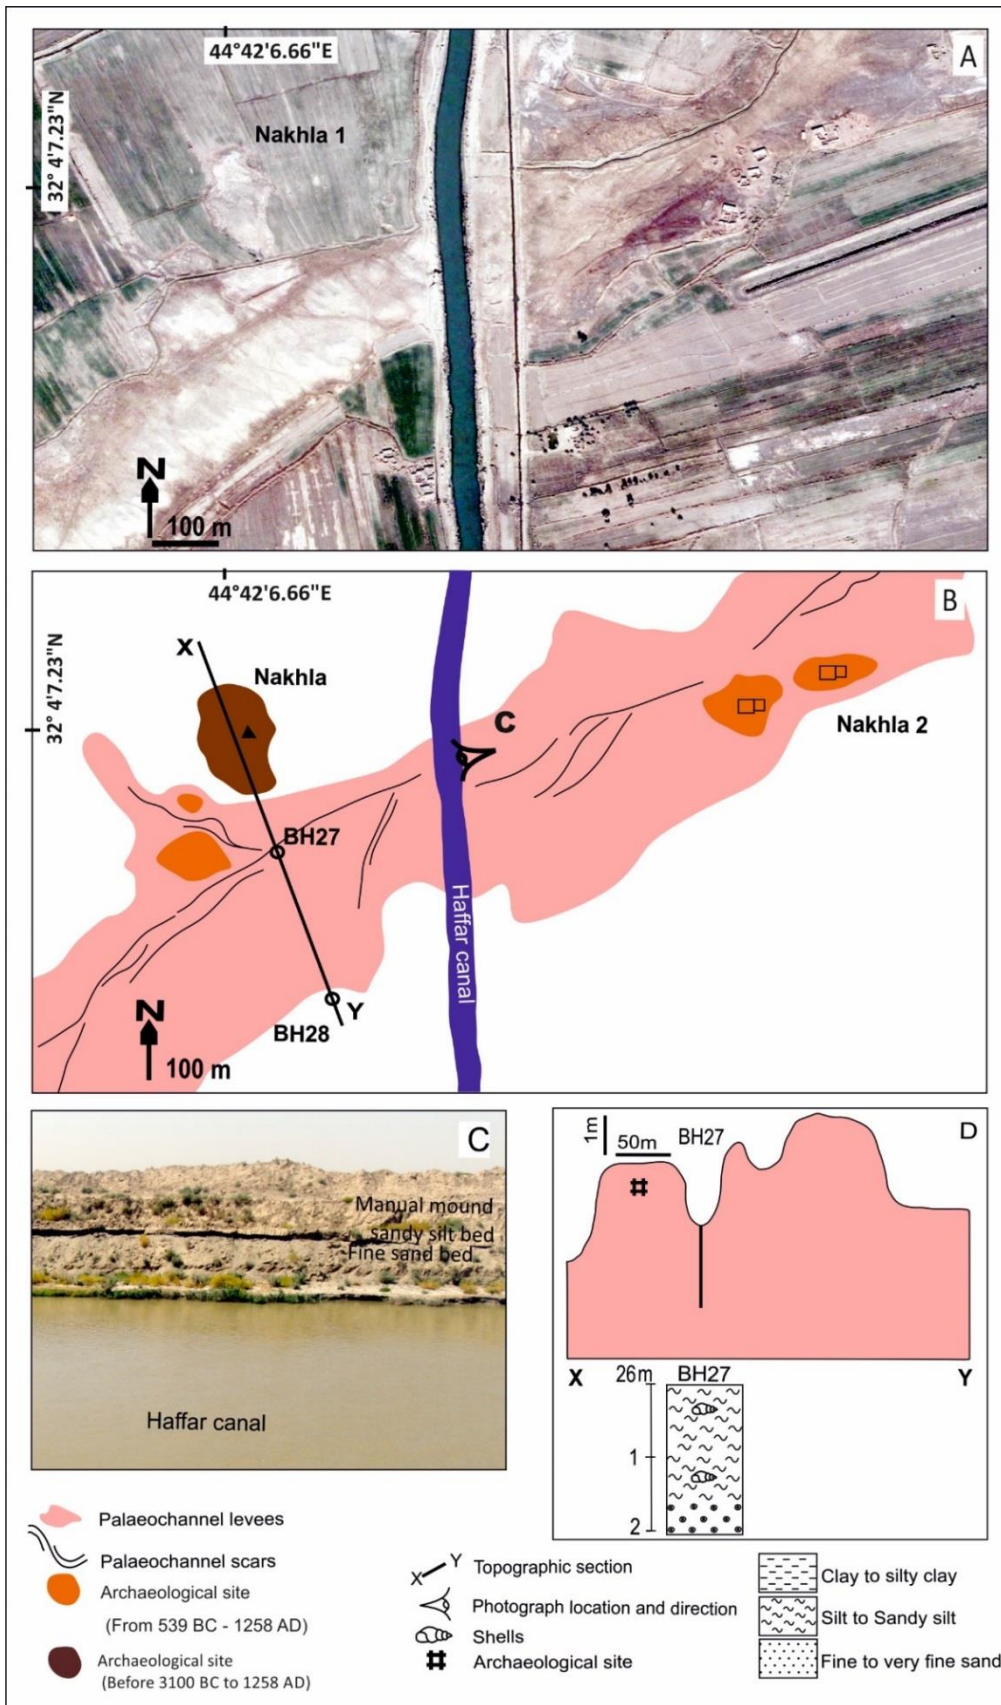 44°42'6.66"E
A
32° 4'7.23"N
Nakhla 1
N
100 m
44°42'6.66"E
B
32° 4'7.23"N
X
Nakhla
C
Nakhla 2
BH27
Haffar canal
Y
BH28
N
100 m
C
Manual mound
sandy silt bed
Fine sand bed
Haffar canal
D
1m
50m
BH27
X
Y
26m
BH27
1
2
Palaeochannel levees
Palaeochannel scars
Archaeological site
(From 539 BC - 1258 AD)
Archaeological site
(Before 3100 BC to 1258 AD)
X Y Topographic section
Photograph location and direction
Shells
Archaeological site
Clay to silty clay
Silt to Sandy silt
Fine to very fine sand